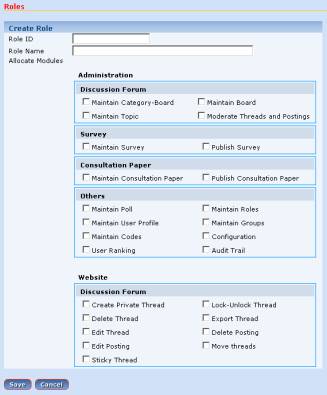 Roles
Create Role
Role ID
Role Name
Allocate Modules
Administration
Discussion Forum
Maintain Category-Board Maintain Board
Maintain Topic Moderate Threads and Postings
Survey
Maintain Survey Publish Survey
Consultation Paper
Maintain Consultation Paper Publish Consultation Paper
Others
Maintain Poll Maintain Roles
Maintain User Profile Maintain Groups
Maintain Codes Configuration
User Ranking Audit Trail
Website
Discussion Forum
Create Private Thread Lock-Unlock Thread
Delete Thread Export Thread
Edit Thread Delete Posting
Edit Posting Move threads
Sticky Thread
Save Cancel